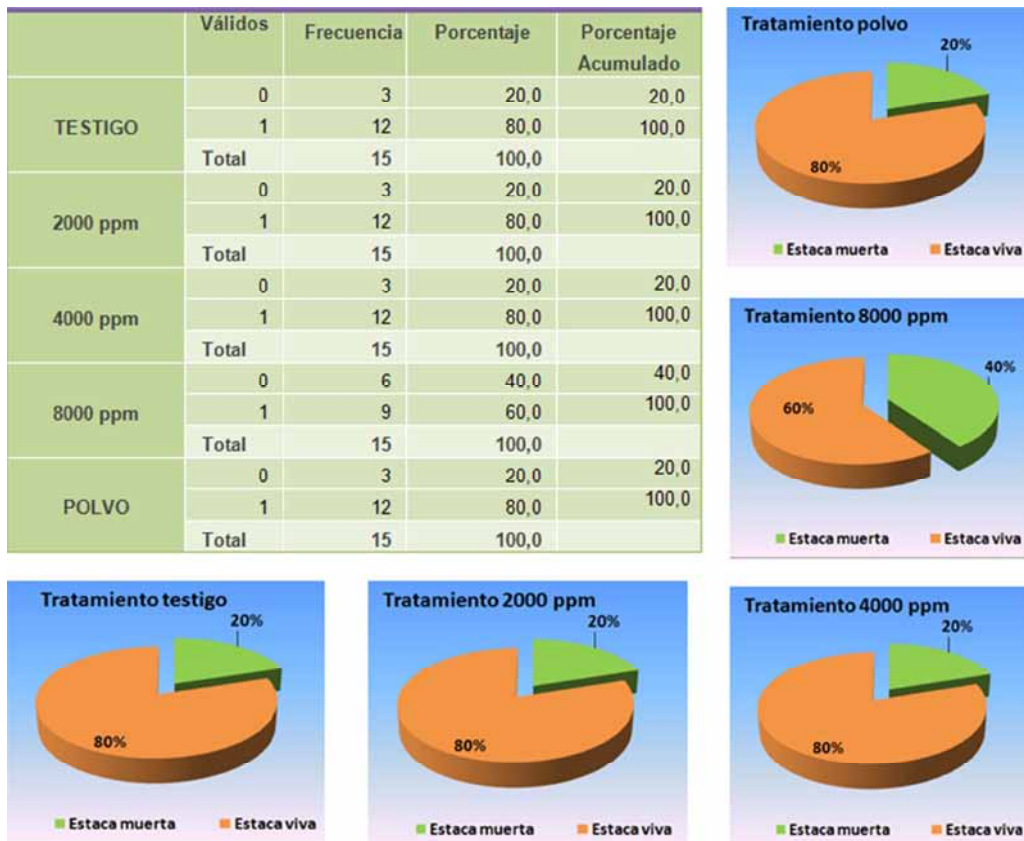 Válidos Frecuencia Porcentaje Porcentaje
Acumulado
TESTIGO
0 3 20,0 20,0
1 12 80,0 100,0
Total 15 100,0
2000 ppm
0 3 20,0 20,0
1 12 80,0 100,0
Total 15 100,0
4000 ppm
0 3 20,0 20,0
1 12 80,0 100,0
Total 15 100,0
8000 ppm
0 6 40,0 40,0
1 9 60,0 100,0
Total 15 100,0
POLVO
0 3 20,0 20,0
1 12 80,0 100,0
Total 15 100,0
Tratamiento polvo
20%
80%
Estaca muerta Estaca viva
Tratamiento 8000 ppm
40%
60%
Estaca muerta Estaca viva
Tratamiento testigo
20%
80%
Estaca muerta Estaca viva
Tratamiento 2000 ppm
20%
80%
Estaca muerta Estaca viva
Tratamiento 4000 ppm
20%
80%
Estaca muerta Estaca viva